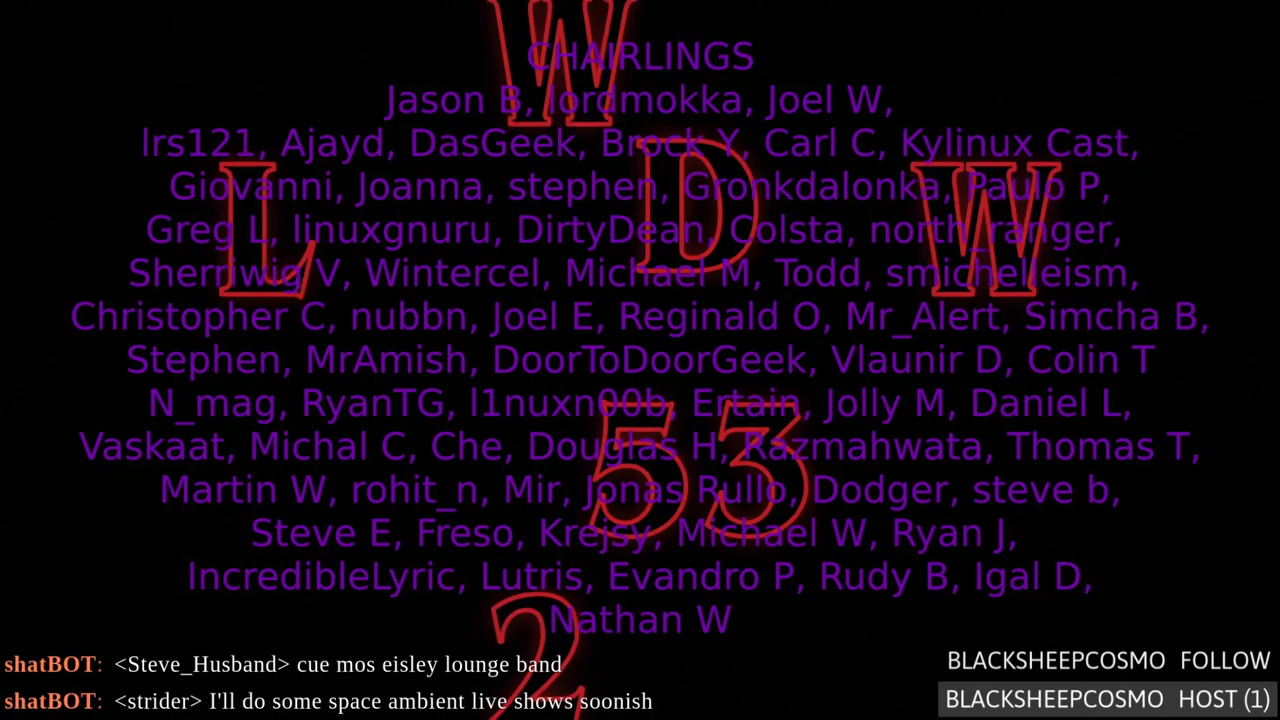 W
CHAIRLINGS
Jason B, lordmokka, Joel W,
lrs121, Ajayd, DasGeek, Brock Y, Carl C, Kylinux Cast,
Giovanni, Joanna, stephen, Gronkdalonka, Paulo P,
L D W
Greg L, linuxgnuru, DirtyDean, Colsta, north_ranger,
Sherriwig V, Wintercel, Michael M, Todd, smichelleism,
Christopher C, nubbn, Joel E, Reginald O, Mr_Alert, Simcha B,
Stephen, MrAmish, DoorToDoorGeek, Vlaunir D, Colin T
N_mag, RyanTG, l1nuxn00b, Ertain, Jolly M, Daniel L,
Vaskaat, Michal C, Che, Douglas H, Razmahwata, Thomas T,
53
Martin W, rohit_n, Mir, Jonas Rullo, Dodger, steve b,
Steve E, Freso, Krejsy, Michael W, Ryan J,
IncredibleLyric, Lutris, Evandro P, Rudy B, Igal D,
Nathan W
2
shatBOT: <Steve_Husband> cue mos eisley lounge band
shatBOT: <strider> I'll do some space ambient live shows soonish
BLACKSHEEPCOSMO FOLLOW
BLACKSHEEPCOSMO HOST (1)